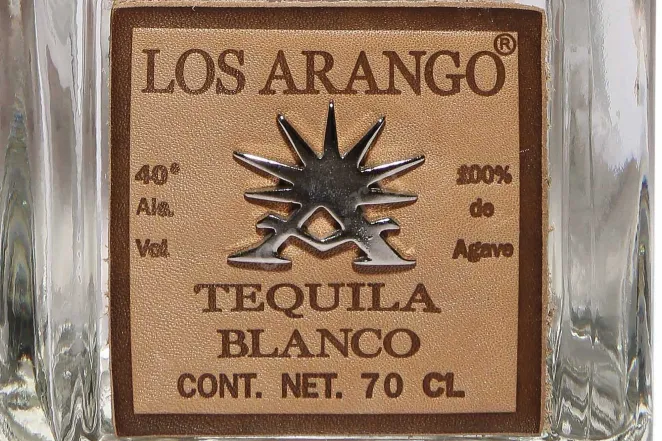 LOS ARANGO®
40° 100%
Alc. de
Vol Agave
TEQUILA
BLANCO
CONT. NET. 70 CL